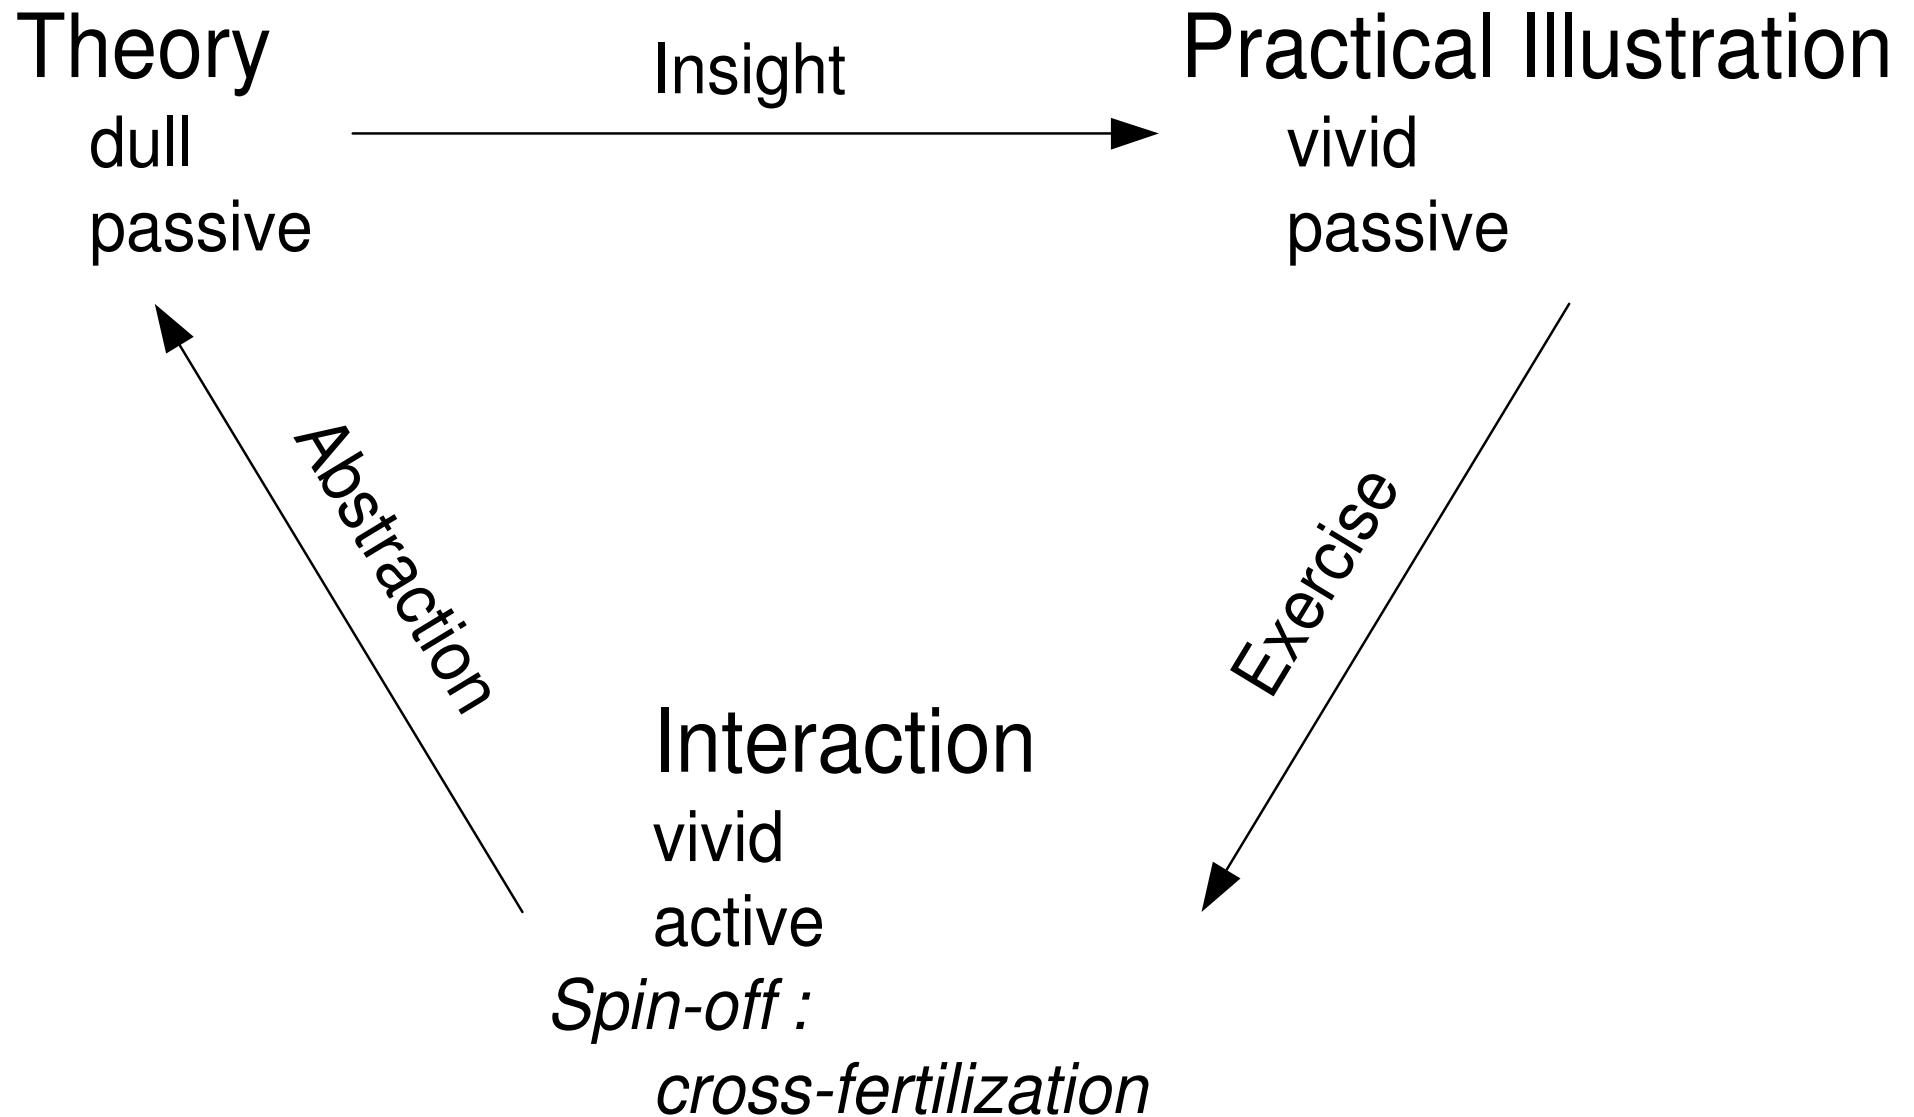 Theory
dull
passive
Insight
Practical Illustration
vivid
passive
Abstraction
Exercise
Interaction
vivid
active
Spin-off :
cross-fertilization